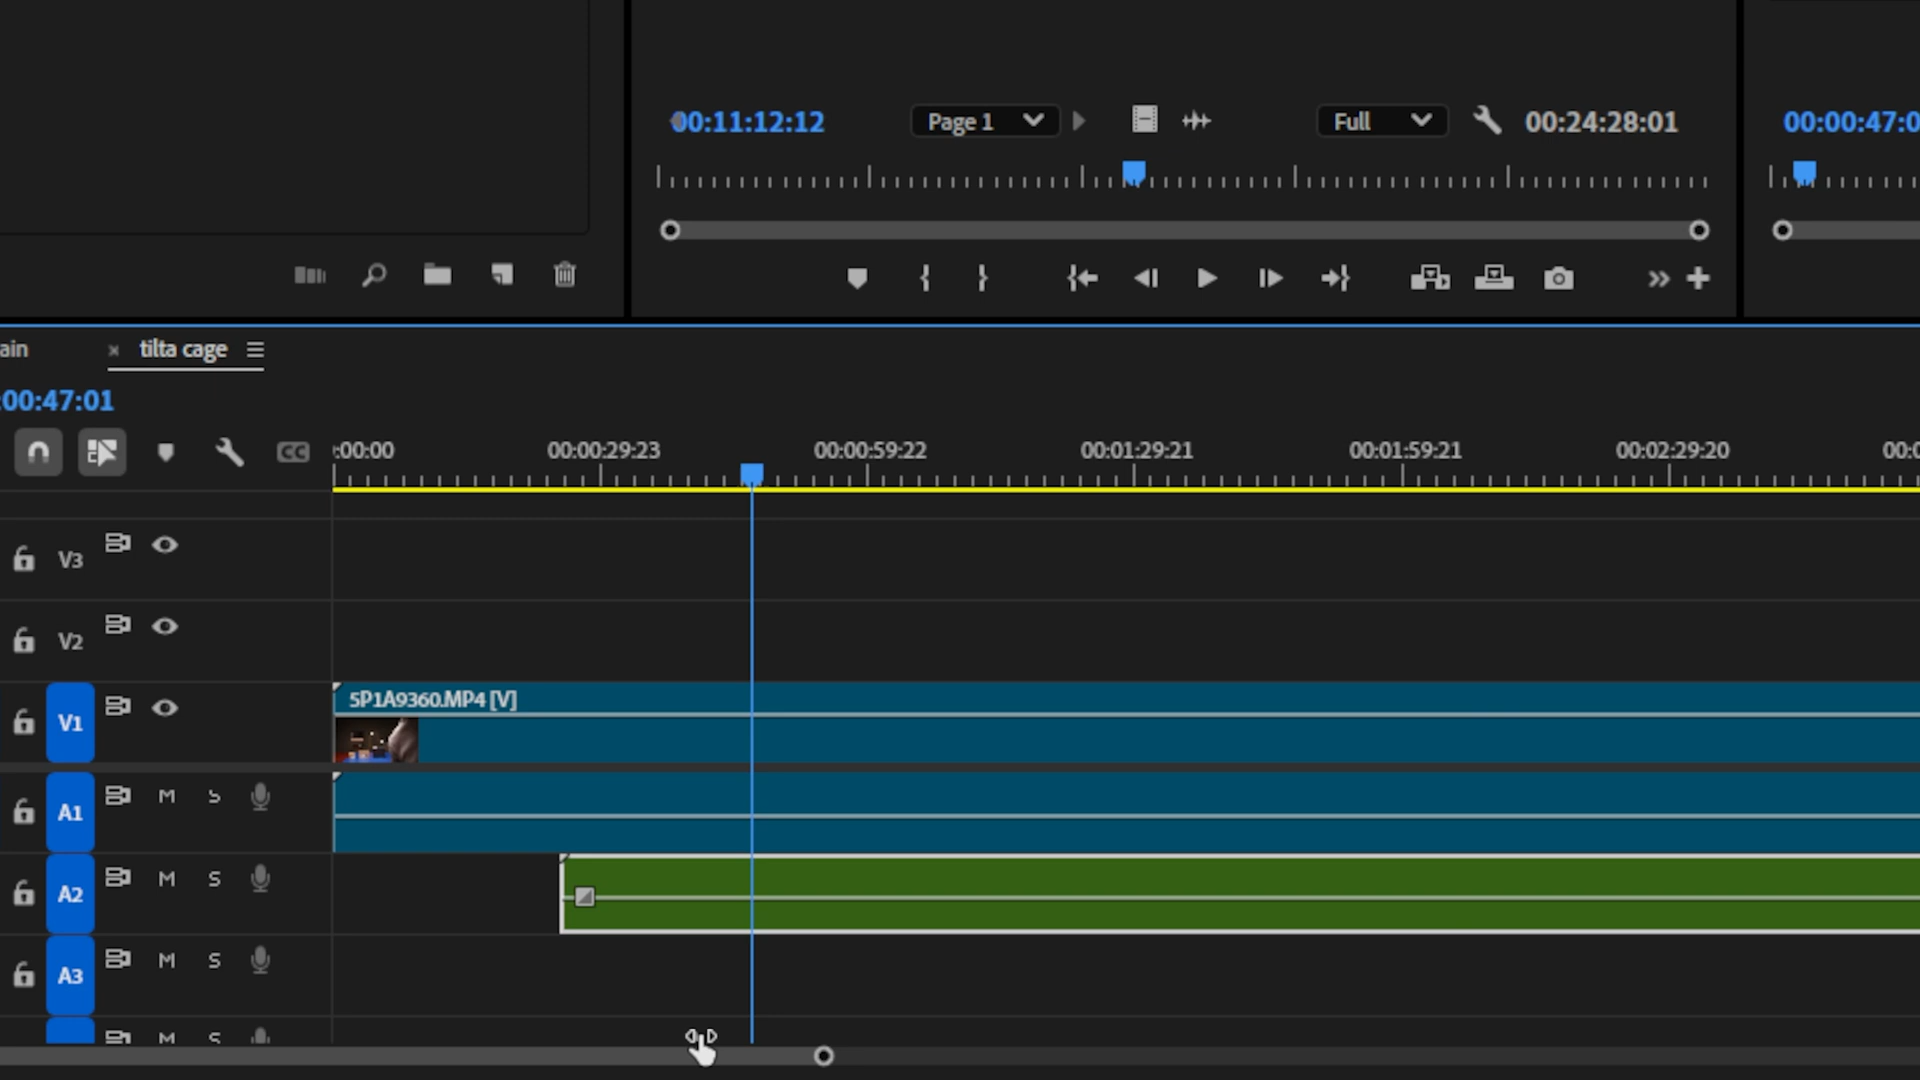 00:11:12:12 Page 1 Full 00:24:28:01 00:00:47:0
ain × tilta cage
:00:47:01
CC :00:00 00:00:29:23 00:00:59:22 00:01:29:21 00:01:59:21 00:02:29:20 00:0
V3
V2
5P1A9360.MP4 [V]
V1
A1 M S
A2 M S
A3 M S
M S